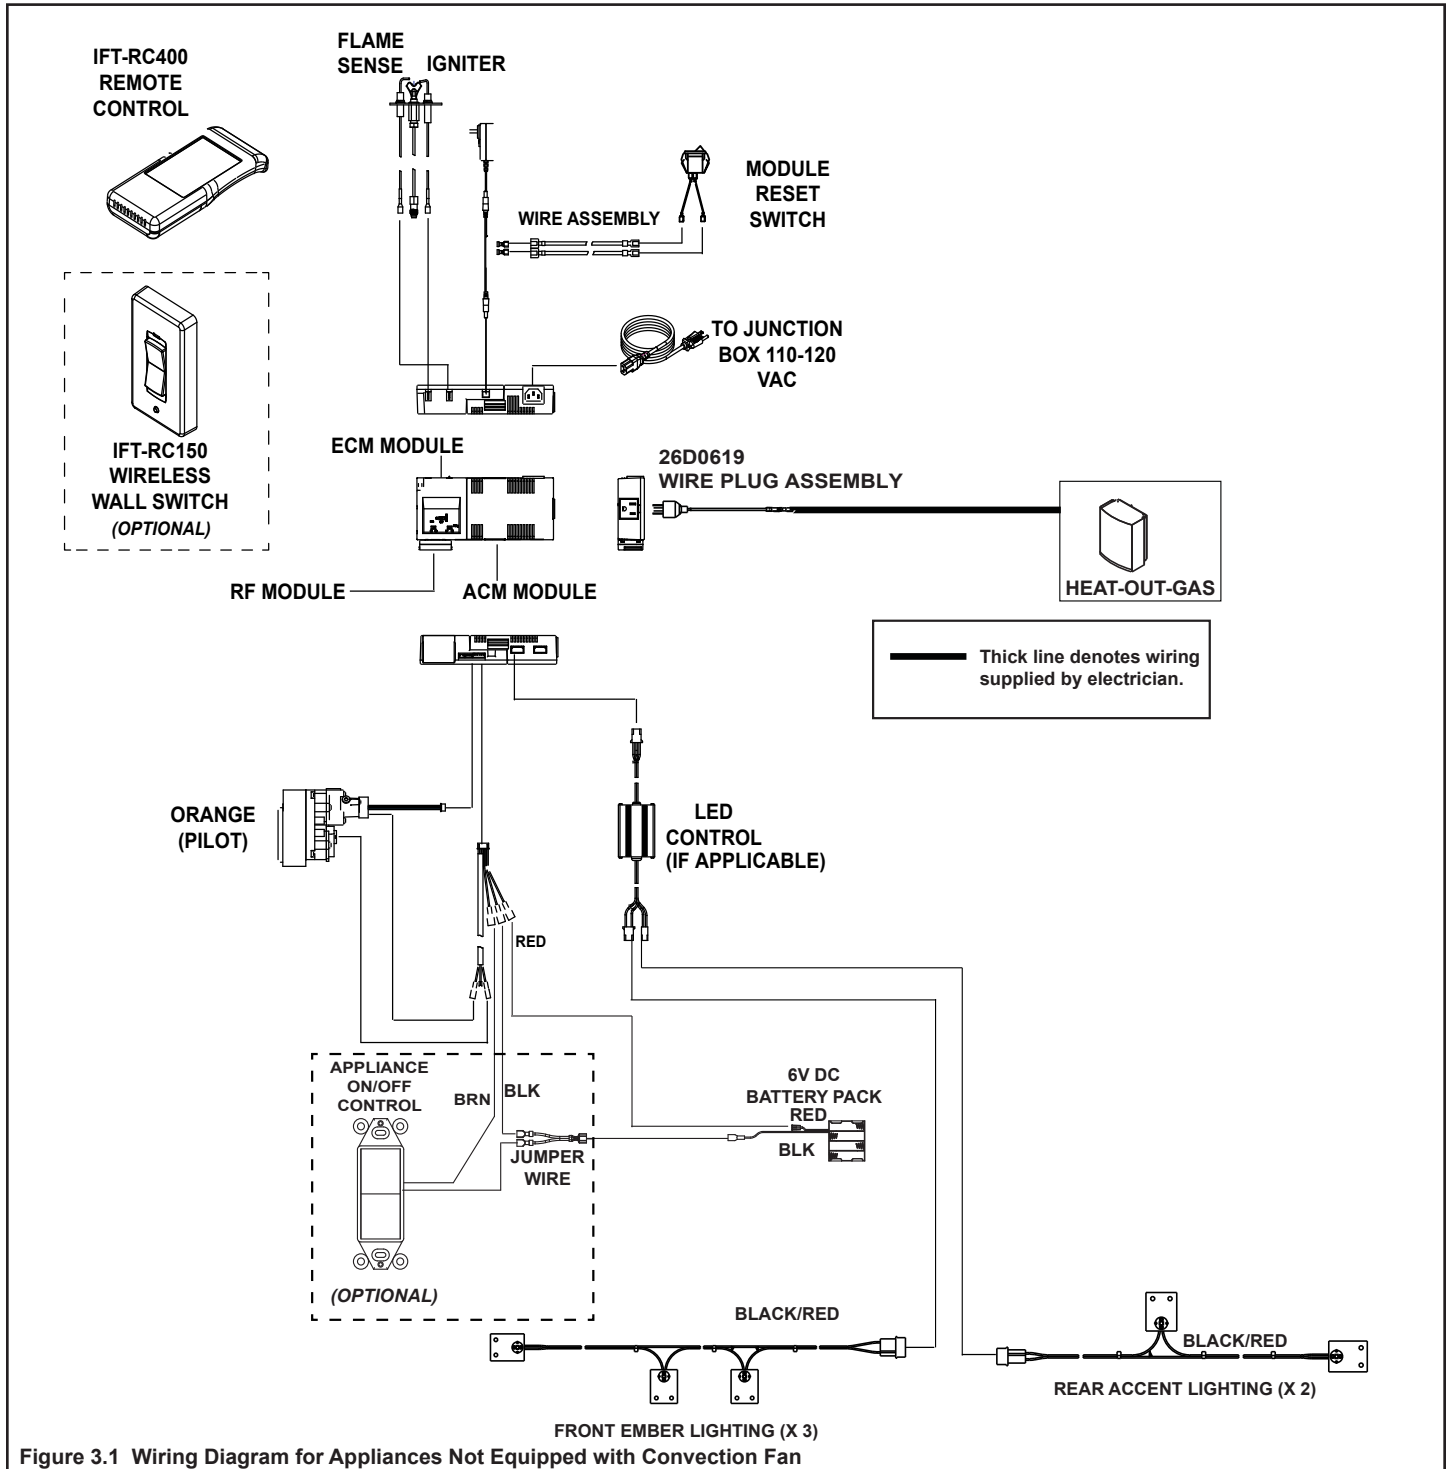 IFT-RC400
REMOTE
CONTROL
FLAME
SENSE
IGNITER
MODULE
RESET
SWITCH
WIRE ASSEMBLY
TO JUNCTION
BOX 110-120
VAC
IFT-RC150
WIRELESS
WALL SWITCH
(OPTIONAL)
ECM MODULE
26D0619
WIRE PLUG ASSEMBLY
RF MODULE
ACM MODULE
HEAT-OUT-GAS
Thick line denotes wiring
supplied by electrician.
ORANGE
(PILOT)
LED
CONTROL
(IF APPLICABLE)
RED
APPLIANCE
ON/OFF
CONTROL
BRN
BLK
JUMPER
WIRE
(OPTIONAL)
6V DC
BATTERY PACK
RED
BLK
BLACK/RED
BLACK/RED
REAR ACCENT LIGHTING (X 2)
FRONT EMBER LIGHTING (X 3)
Figure 3.1 Wiring Diagram for Appliances Not Equipped with Convection Fan